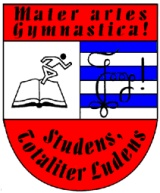 Mater artes
Gymnastica!
Studens,
Totaliter Ludens